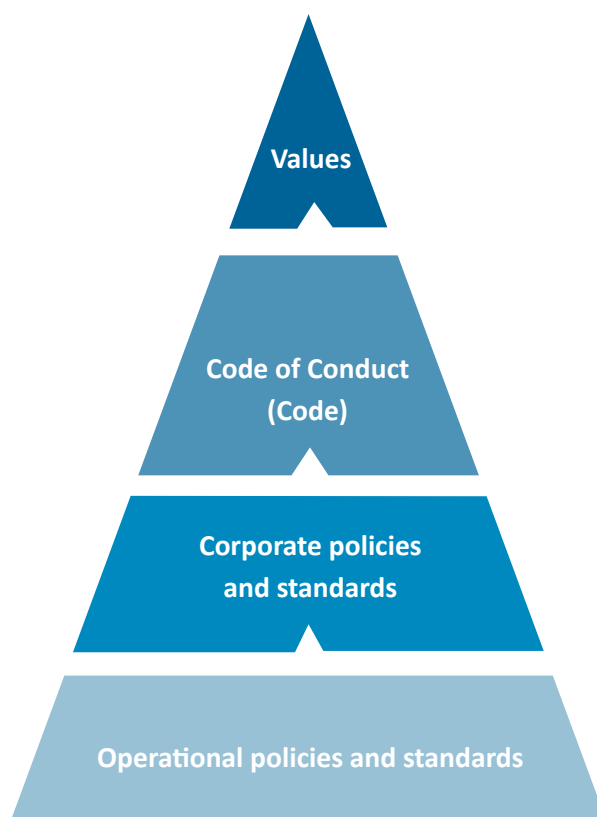 Values
Code of Conduct
(Code)
Corporate policies
and standards
Operational policies and standards